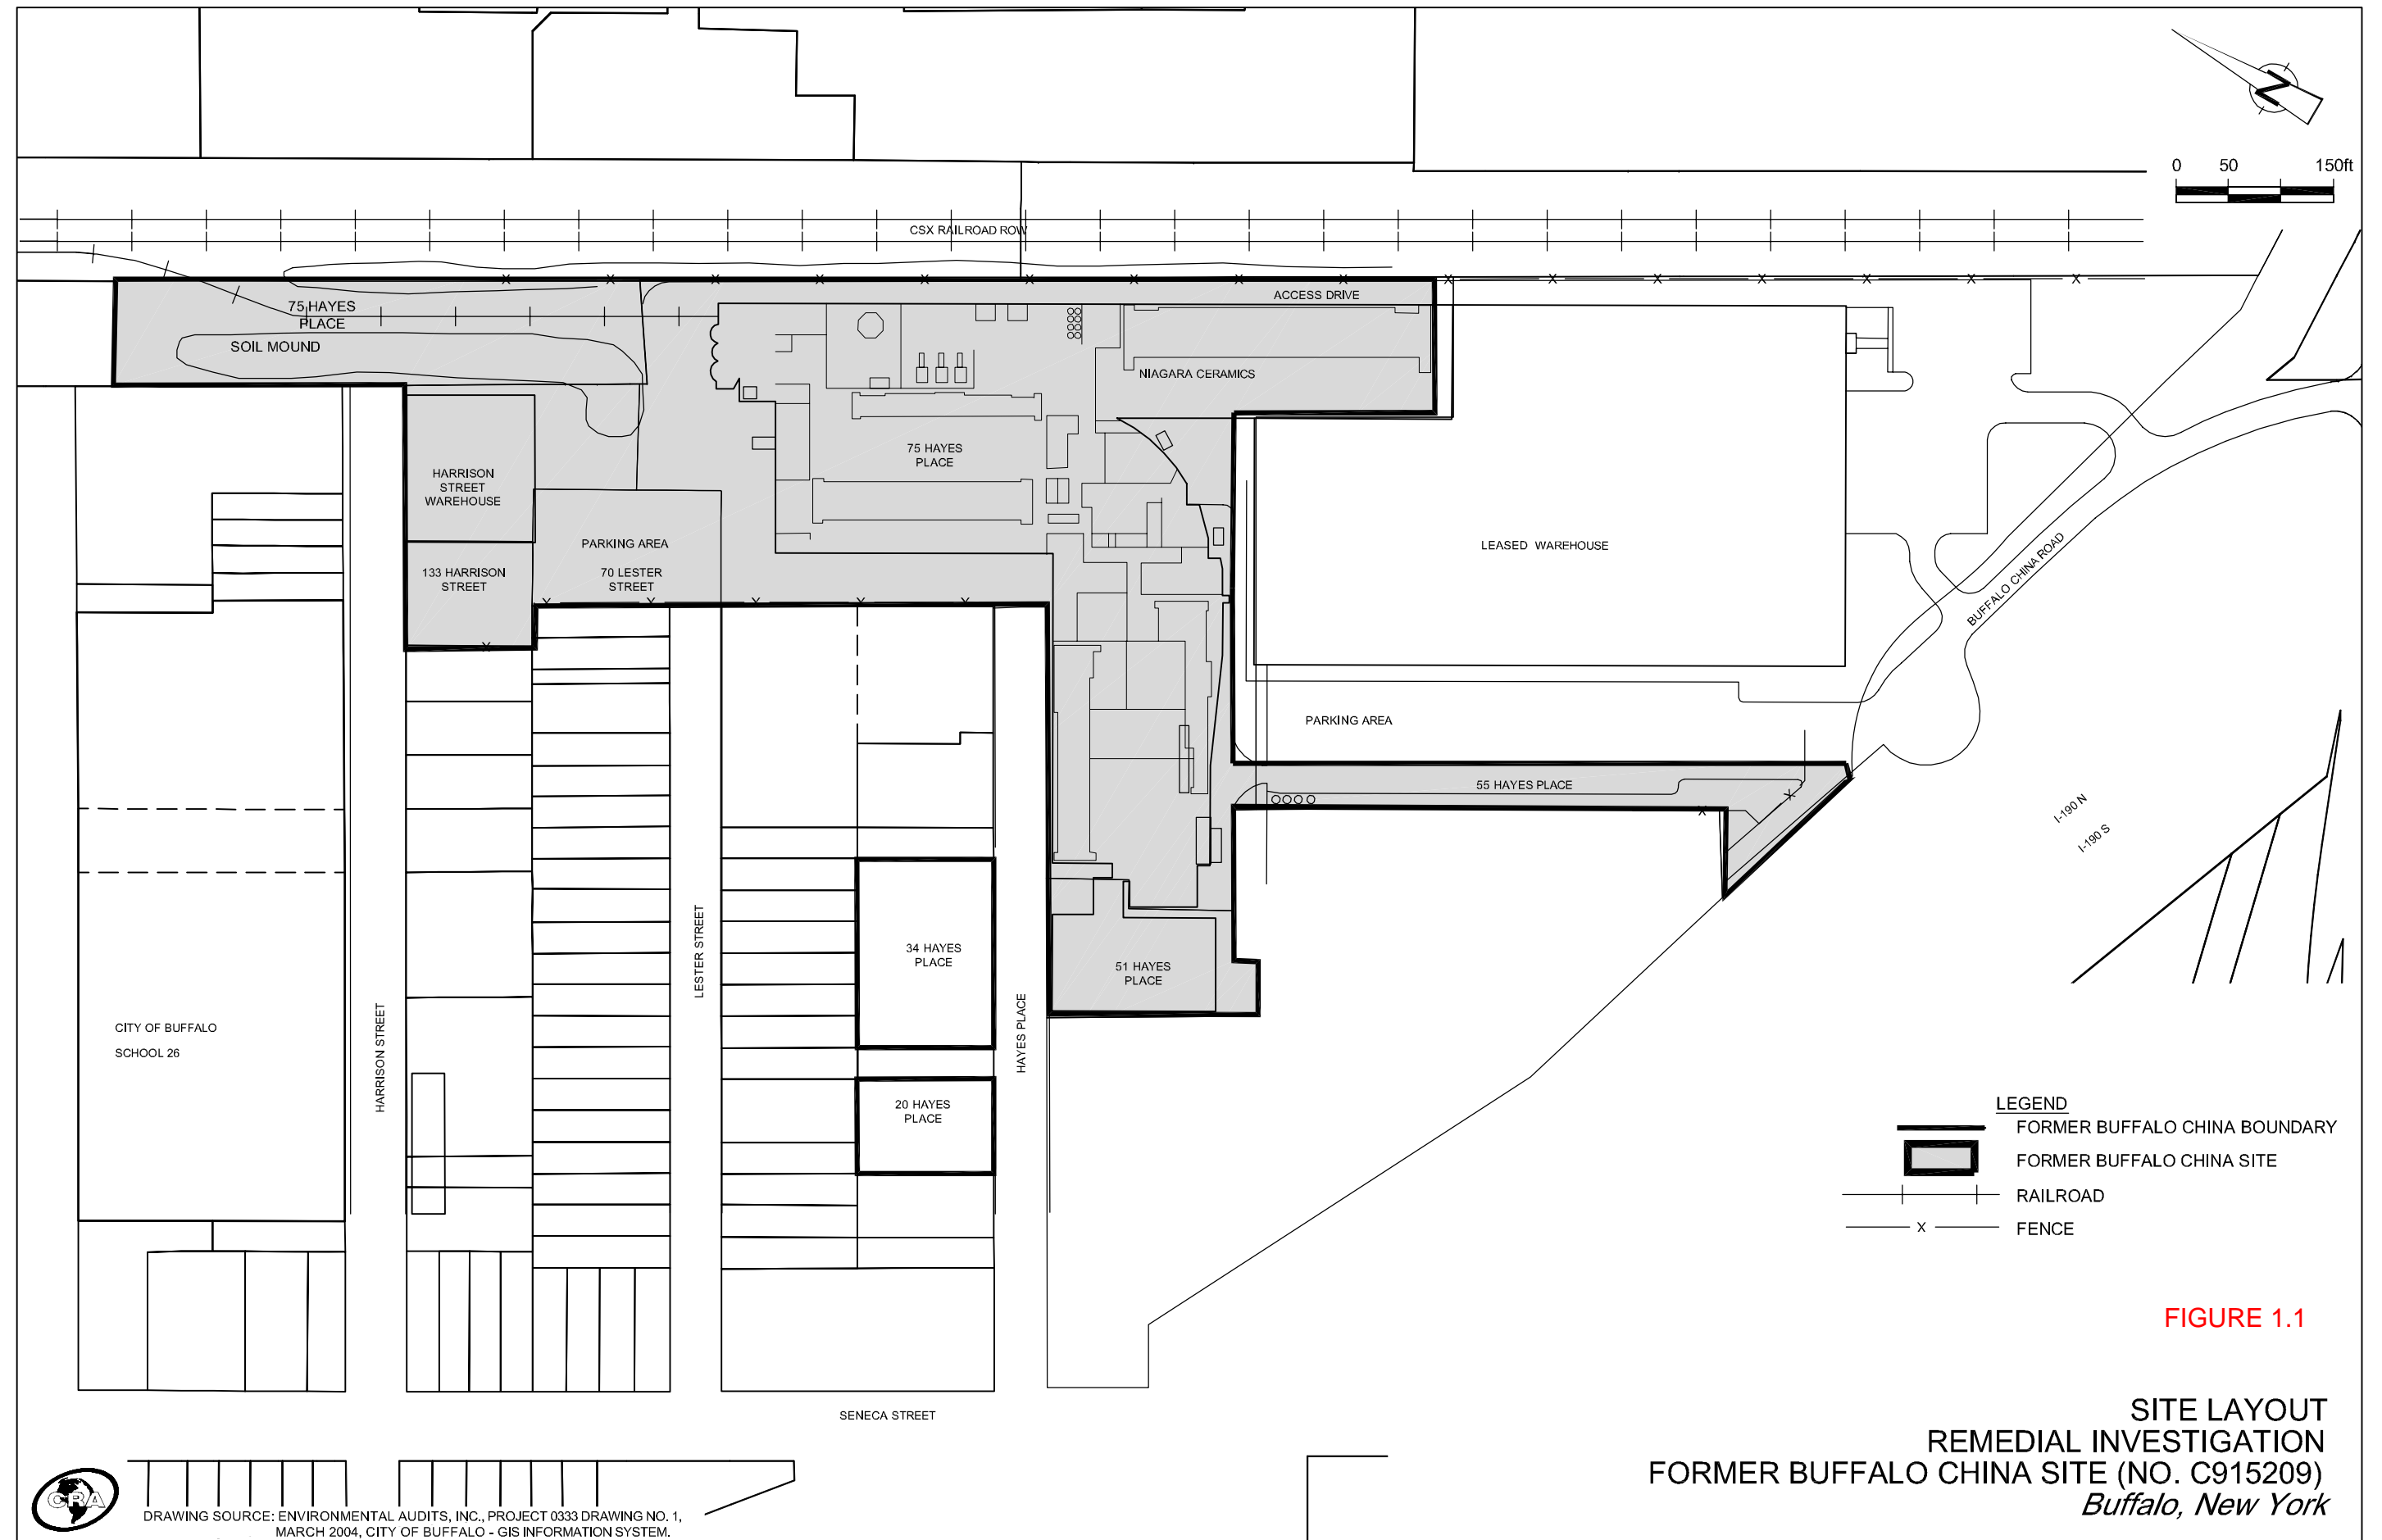 N
0 50 150ft
CSX RAILROAD ROW
ACCESS DRIVE
75 HAYES
PLACE
SOIL MOUND
NIAGARA CERAMICS
75 HAYES
PLACE
HARRISON
STREET
WAREHOUSE
PARKING AREA
LEASED WAREHOUSE
133 HARRISON
STREET
70 LESTER
STREET
BUFFALO CHINA ROAD
PARKING AREA
55 HAYES PLACE
I-190 N
I-190 S
34 HAYES
PLACE
51 HAYES
PLACE
LESTER STREET
HAYES PLACE
HARRISON STREET
CITY OF BUFFALO
SCHOOL 26
20 HAYES
PLACE
LEGEND
FORMER BUFFALO CHINA BOUNDARY
FORMER BUFFALO CHINA SITE
RAILROAD
X FENCE
FIGURE 1.1
SENECA STREET
SITE LAYOUT
REMEDIAL INVESTIGATION
FORMER BUFFALO CHINA SITE (NO. C915209)
Buffalo, New York
CRA
DRAWING SOURCE: ENVIRONMENTAL AUDITS, INC., PROJECT 0333 DRAWING NO. 1,
MARCH 2004, CITY OF BUFFALO - GIS INFORMATION SYSTEM.